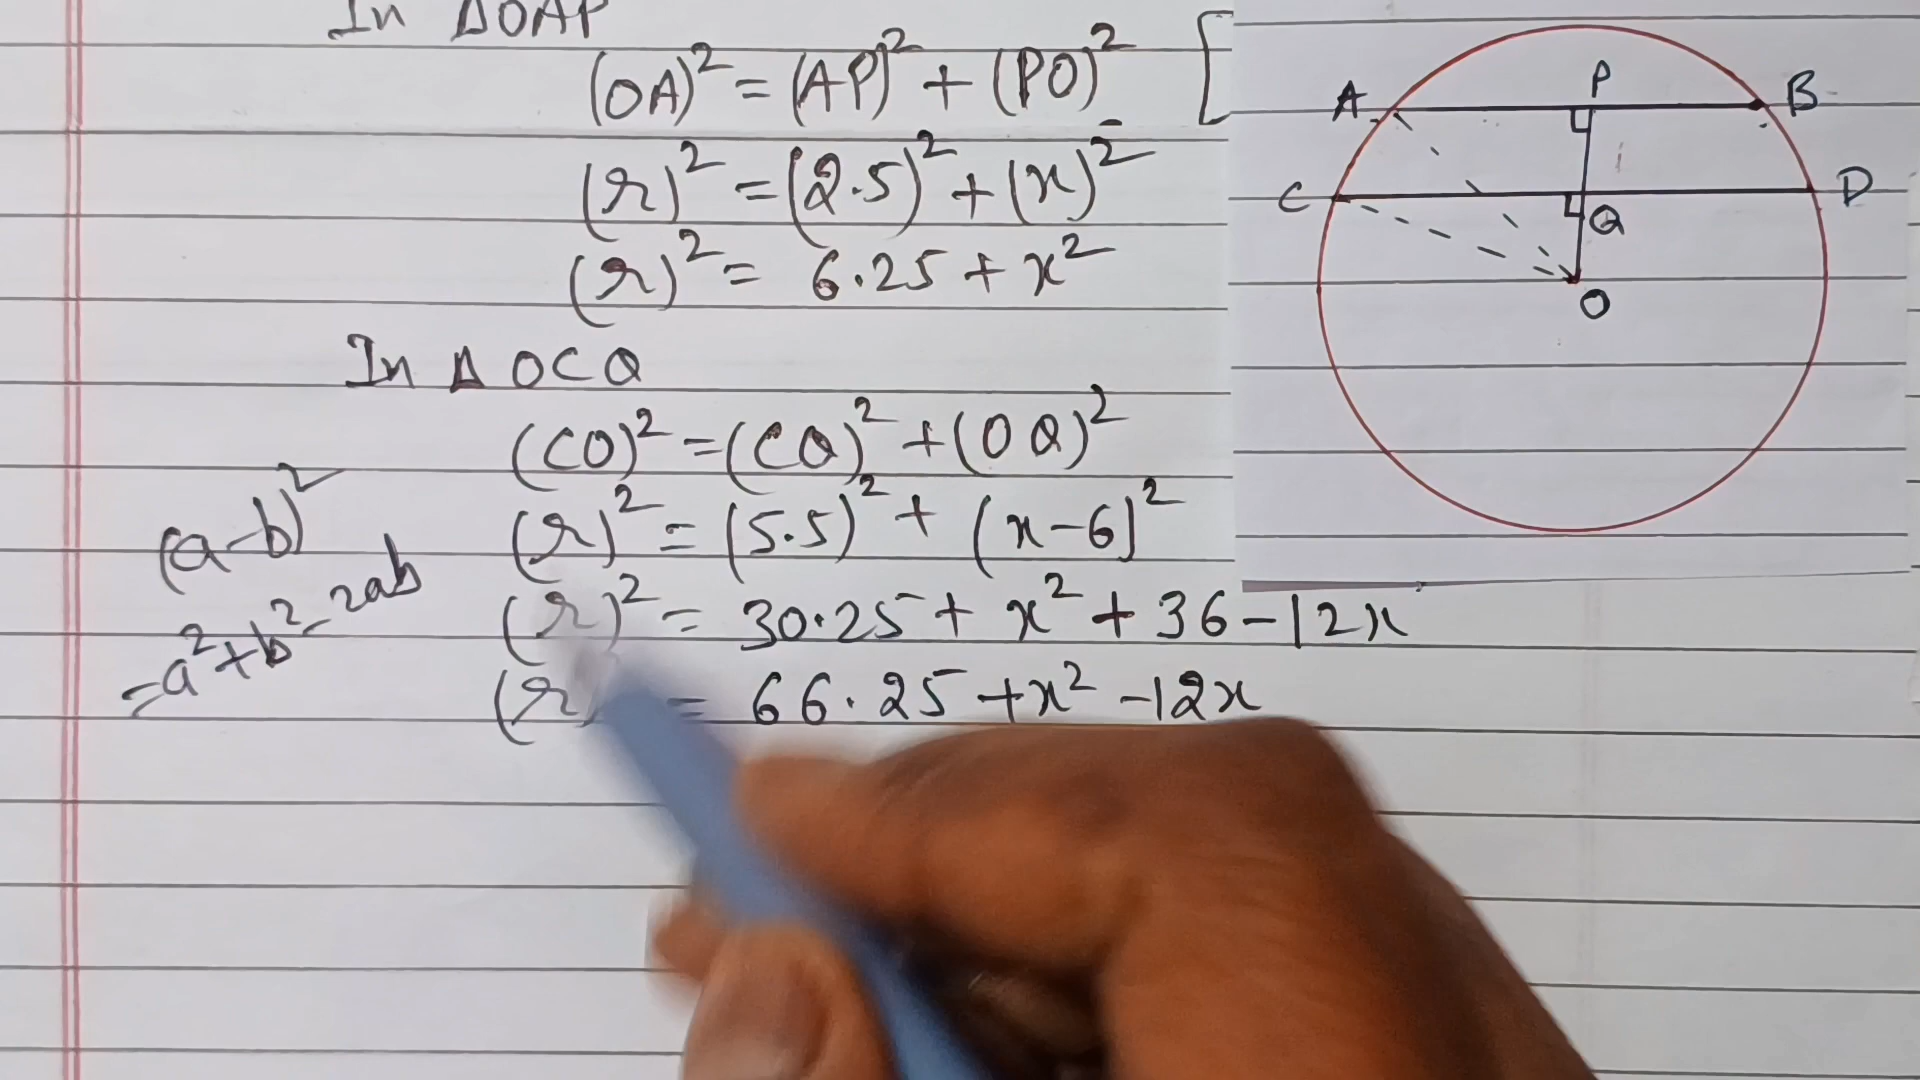 In ΔOAP
(OA)² = (AP)² + (PO)² [
(r)² = (2.5)² + (x)²
(r)² = 6.25 + x²
In Δ OCQ
(CO)² = (CQ)² + (OQ)²
(r)² = (5.5)² + (x-6)²
(r)² = 30.25 + x² + 36 - 12x
(r) = 66.25 + x² - 12x
(a-b)²
= a² + b² - 2ab
A P B
C Q D
O